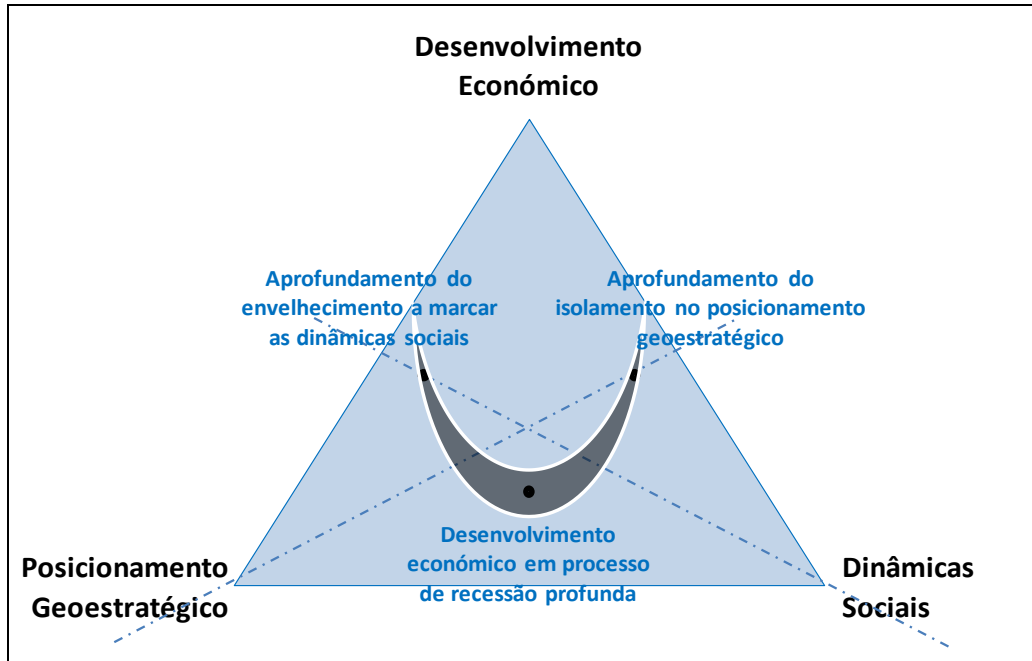 Desenvolvimento
Económico
Aprofundamento do
envelhecimento a marcar
as dinâmicas sociais
Aprofundamento do
isolamento no posicionamento
geoestratégico
Desenvolvimento
económico em processo
de recessão profunda
Posicionamento
Geoestratégico
Dinâmicas
Sociais